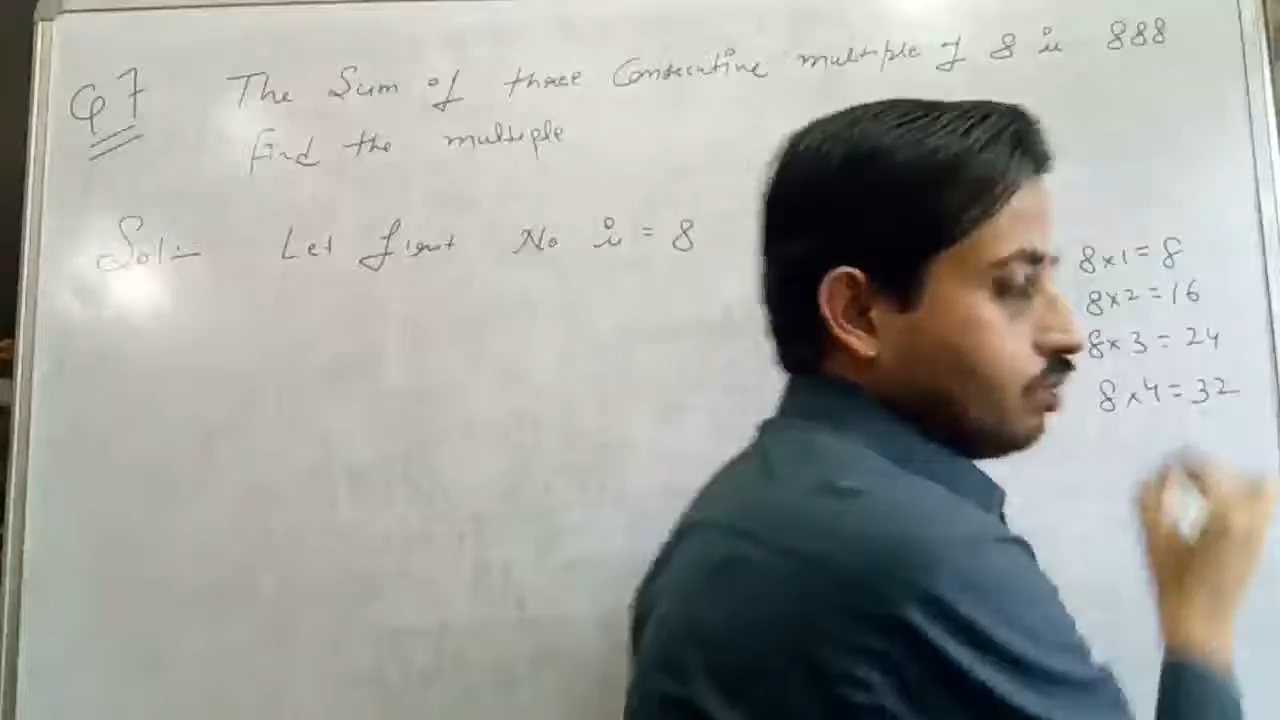 Q7 The Sum of three Consecutive multiple of 8 is 888
find the multiple
Sol:- Let first No is = 8
8×1=8
8×2=16
8×3=24
8×4=32